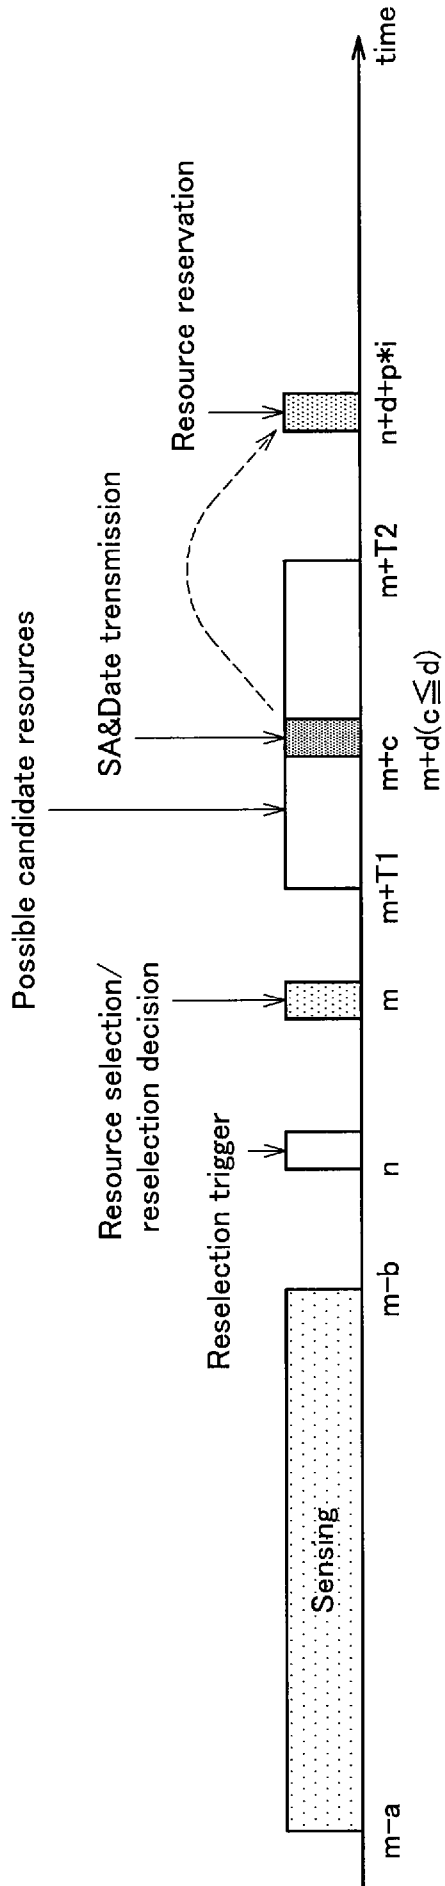 Possible candidate resources
SA&Date trensmission
Resource selection/
reselection decision
Resource reservation
Reselection trigger
Sensing
time
m-a
m-b
n
m
m+T1
m+c
m+d(c≦d)
m+T2
n+d+p*i